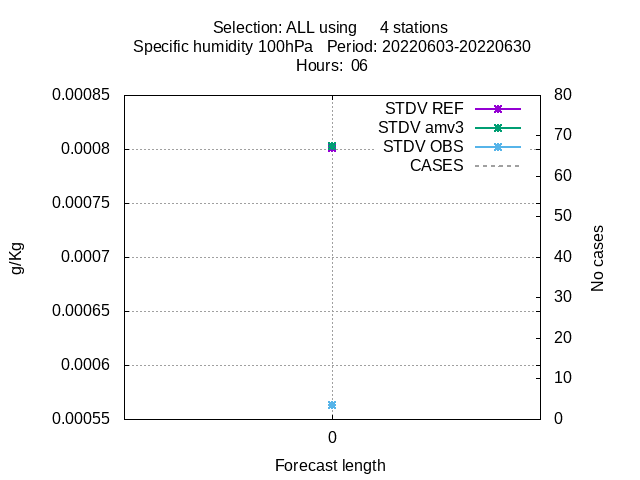 Selection: ALL using     4 stations
Specific humidity 100hPa   Period: 20220603-20220630
Hours:  06
0.00085
0.0008
0.00075
0.0007
0.00065
0.0006
0.00055
g/Kg
80
70
60
50
40
30
20
10
0
No cases
STDV REF
STDV amv3
STDV OBS
CASES
0
Forecast length